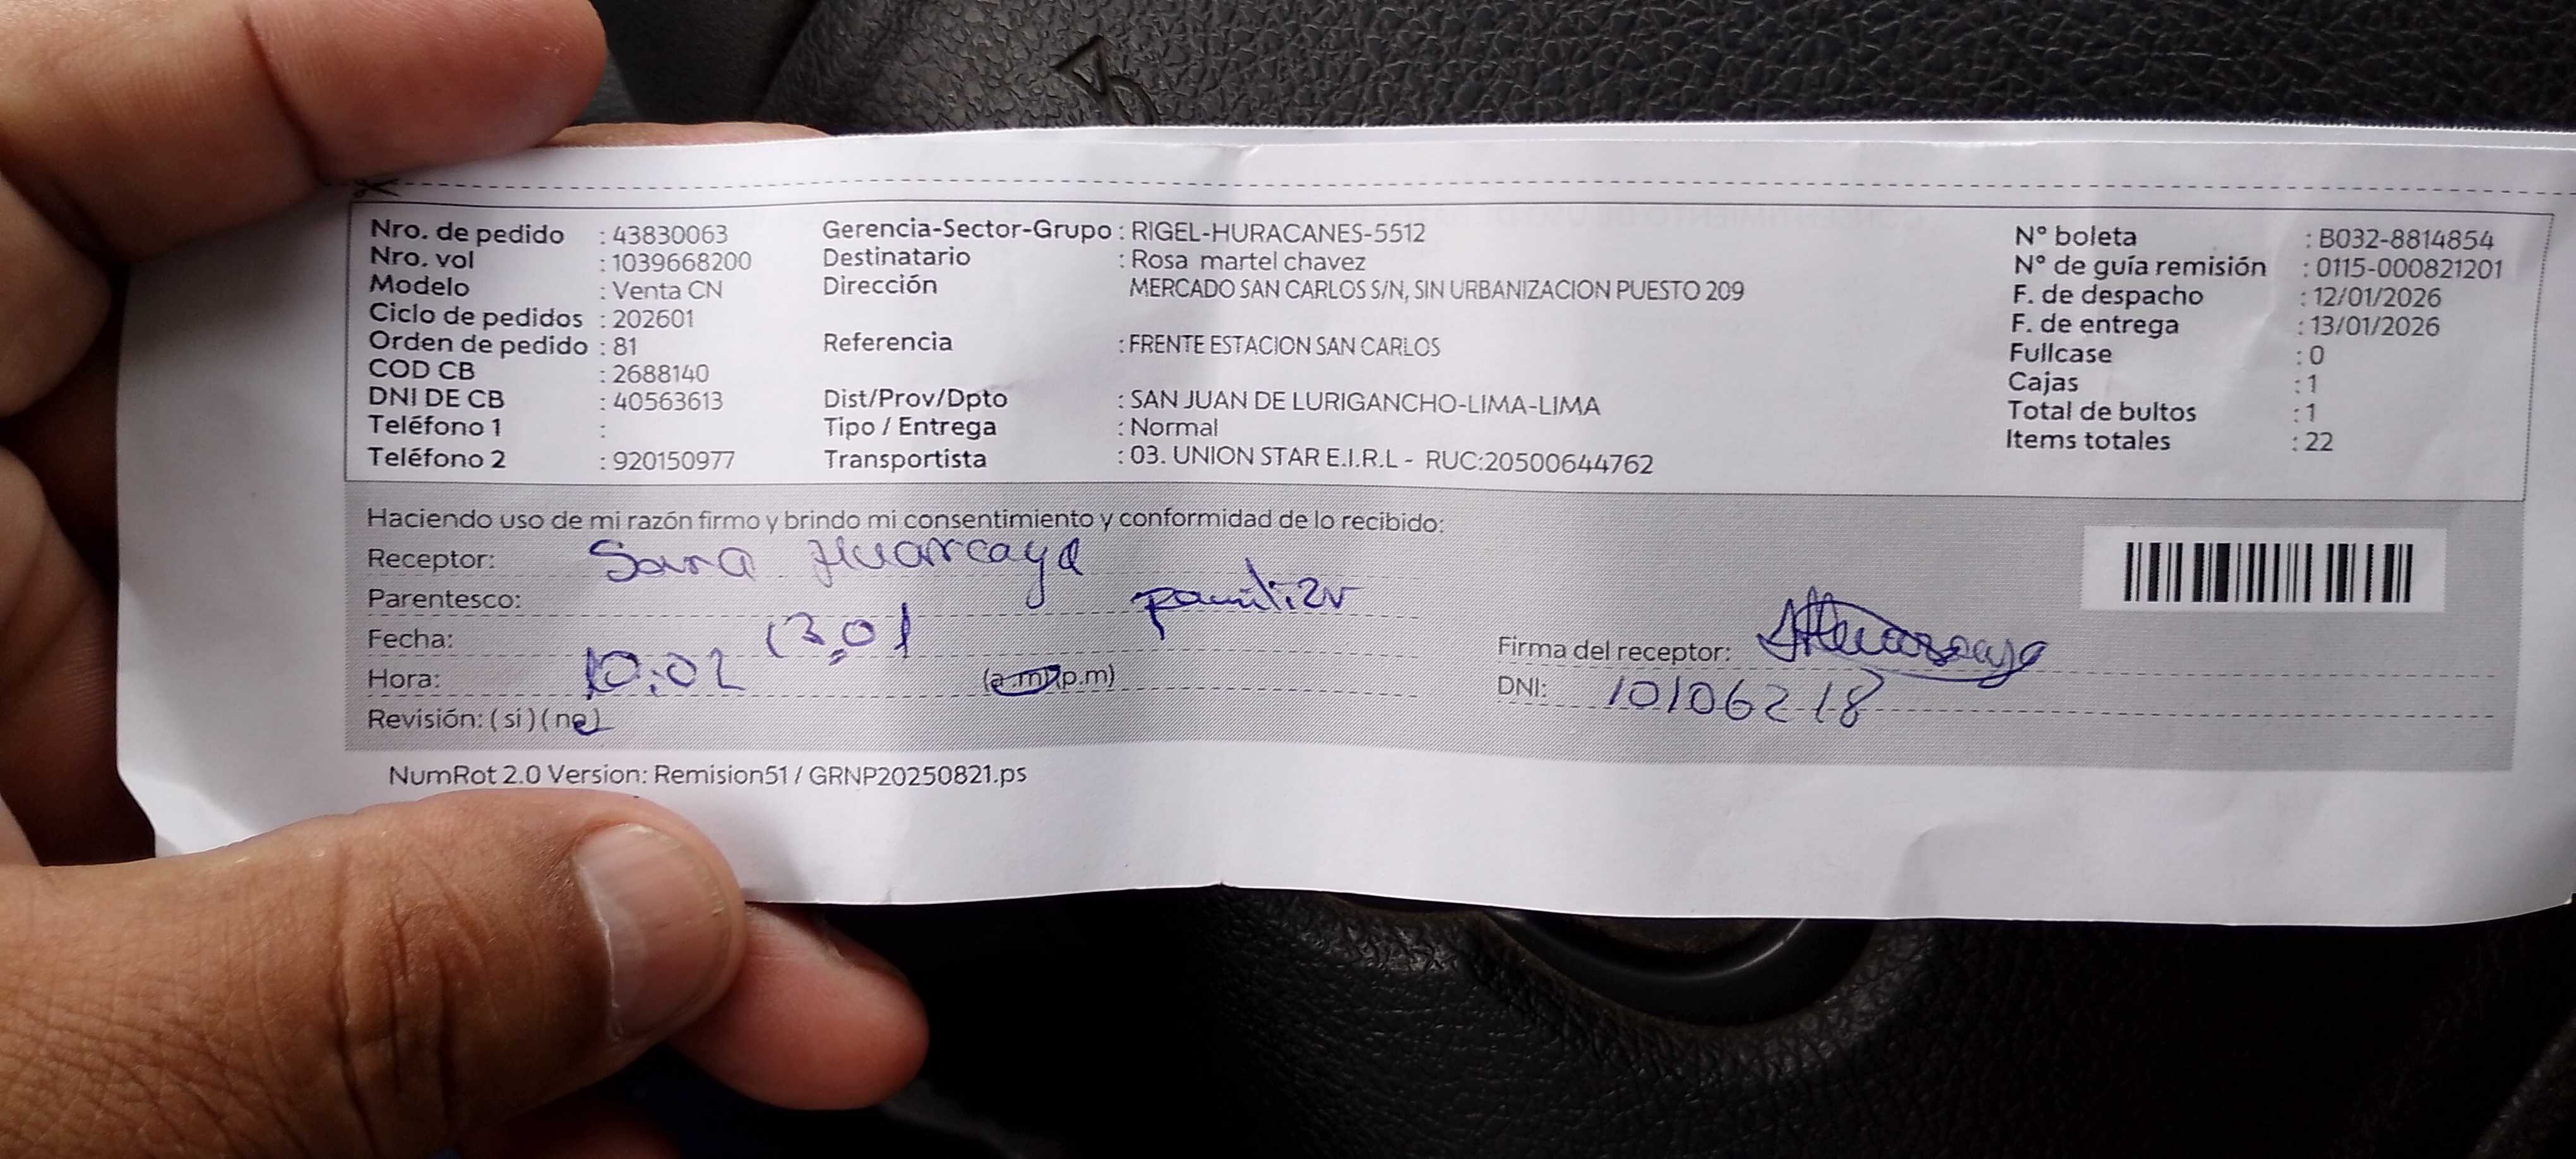 Nro. de pedido : 43830063 Gerencia-Sector-Grupo : RIGEL-HURACANES-5512 N° boleta : B032-8814854
Nro. vol : 1039668200 Destinatario : Rosa martel chavez N° de guía remisión : 0115-000821201
Modelo : Venta CN Dirección MERCADO SAN CARLOS S/N, SIN URBANIZACION PUESTO 209 F. de despacho : 12/01/2026
Ciclo de pedidos : 202601 F. de entrega : 13/01/2026
Orden de pedido : 81 Referencia : FRENTE ESTACION SAN CARLOS Fullcase : 0
COD CB : 2688140 Cajas : 1
DNI DE CB : 40563613 Dist/Prov/Dpto : SAN JUAN DE LURIGANCHO-LIMA-LIMA Total de bultos : 1
Teléfono 1 : Tipo / Entrega : Normal Items totales : 22
Teléfono 2 : 920150977 Transportista : 03. UNION STAR E.I.R.L - RUC:20500644762
Haciendo uso de mi razón firmo y brindo mi consentimiento y conformidad de lo recibido:
Receptor: Sara Huarcaya
Parentesco:
Fecha: 13,01
Firma del receptor: Huarcaya
Hora: 10:02 (a.m)(p.m)
DNI: 10106218
Revisión: (si) (no)
NumRot 2.0 Version: Remision51 / GRNP20250821.ps